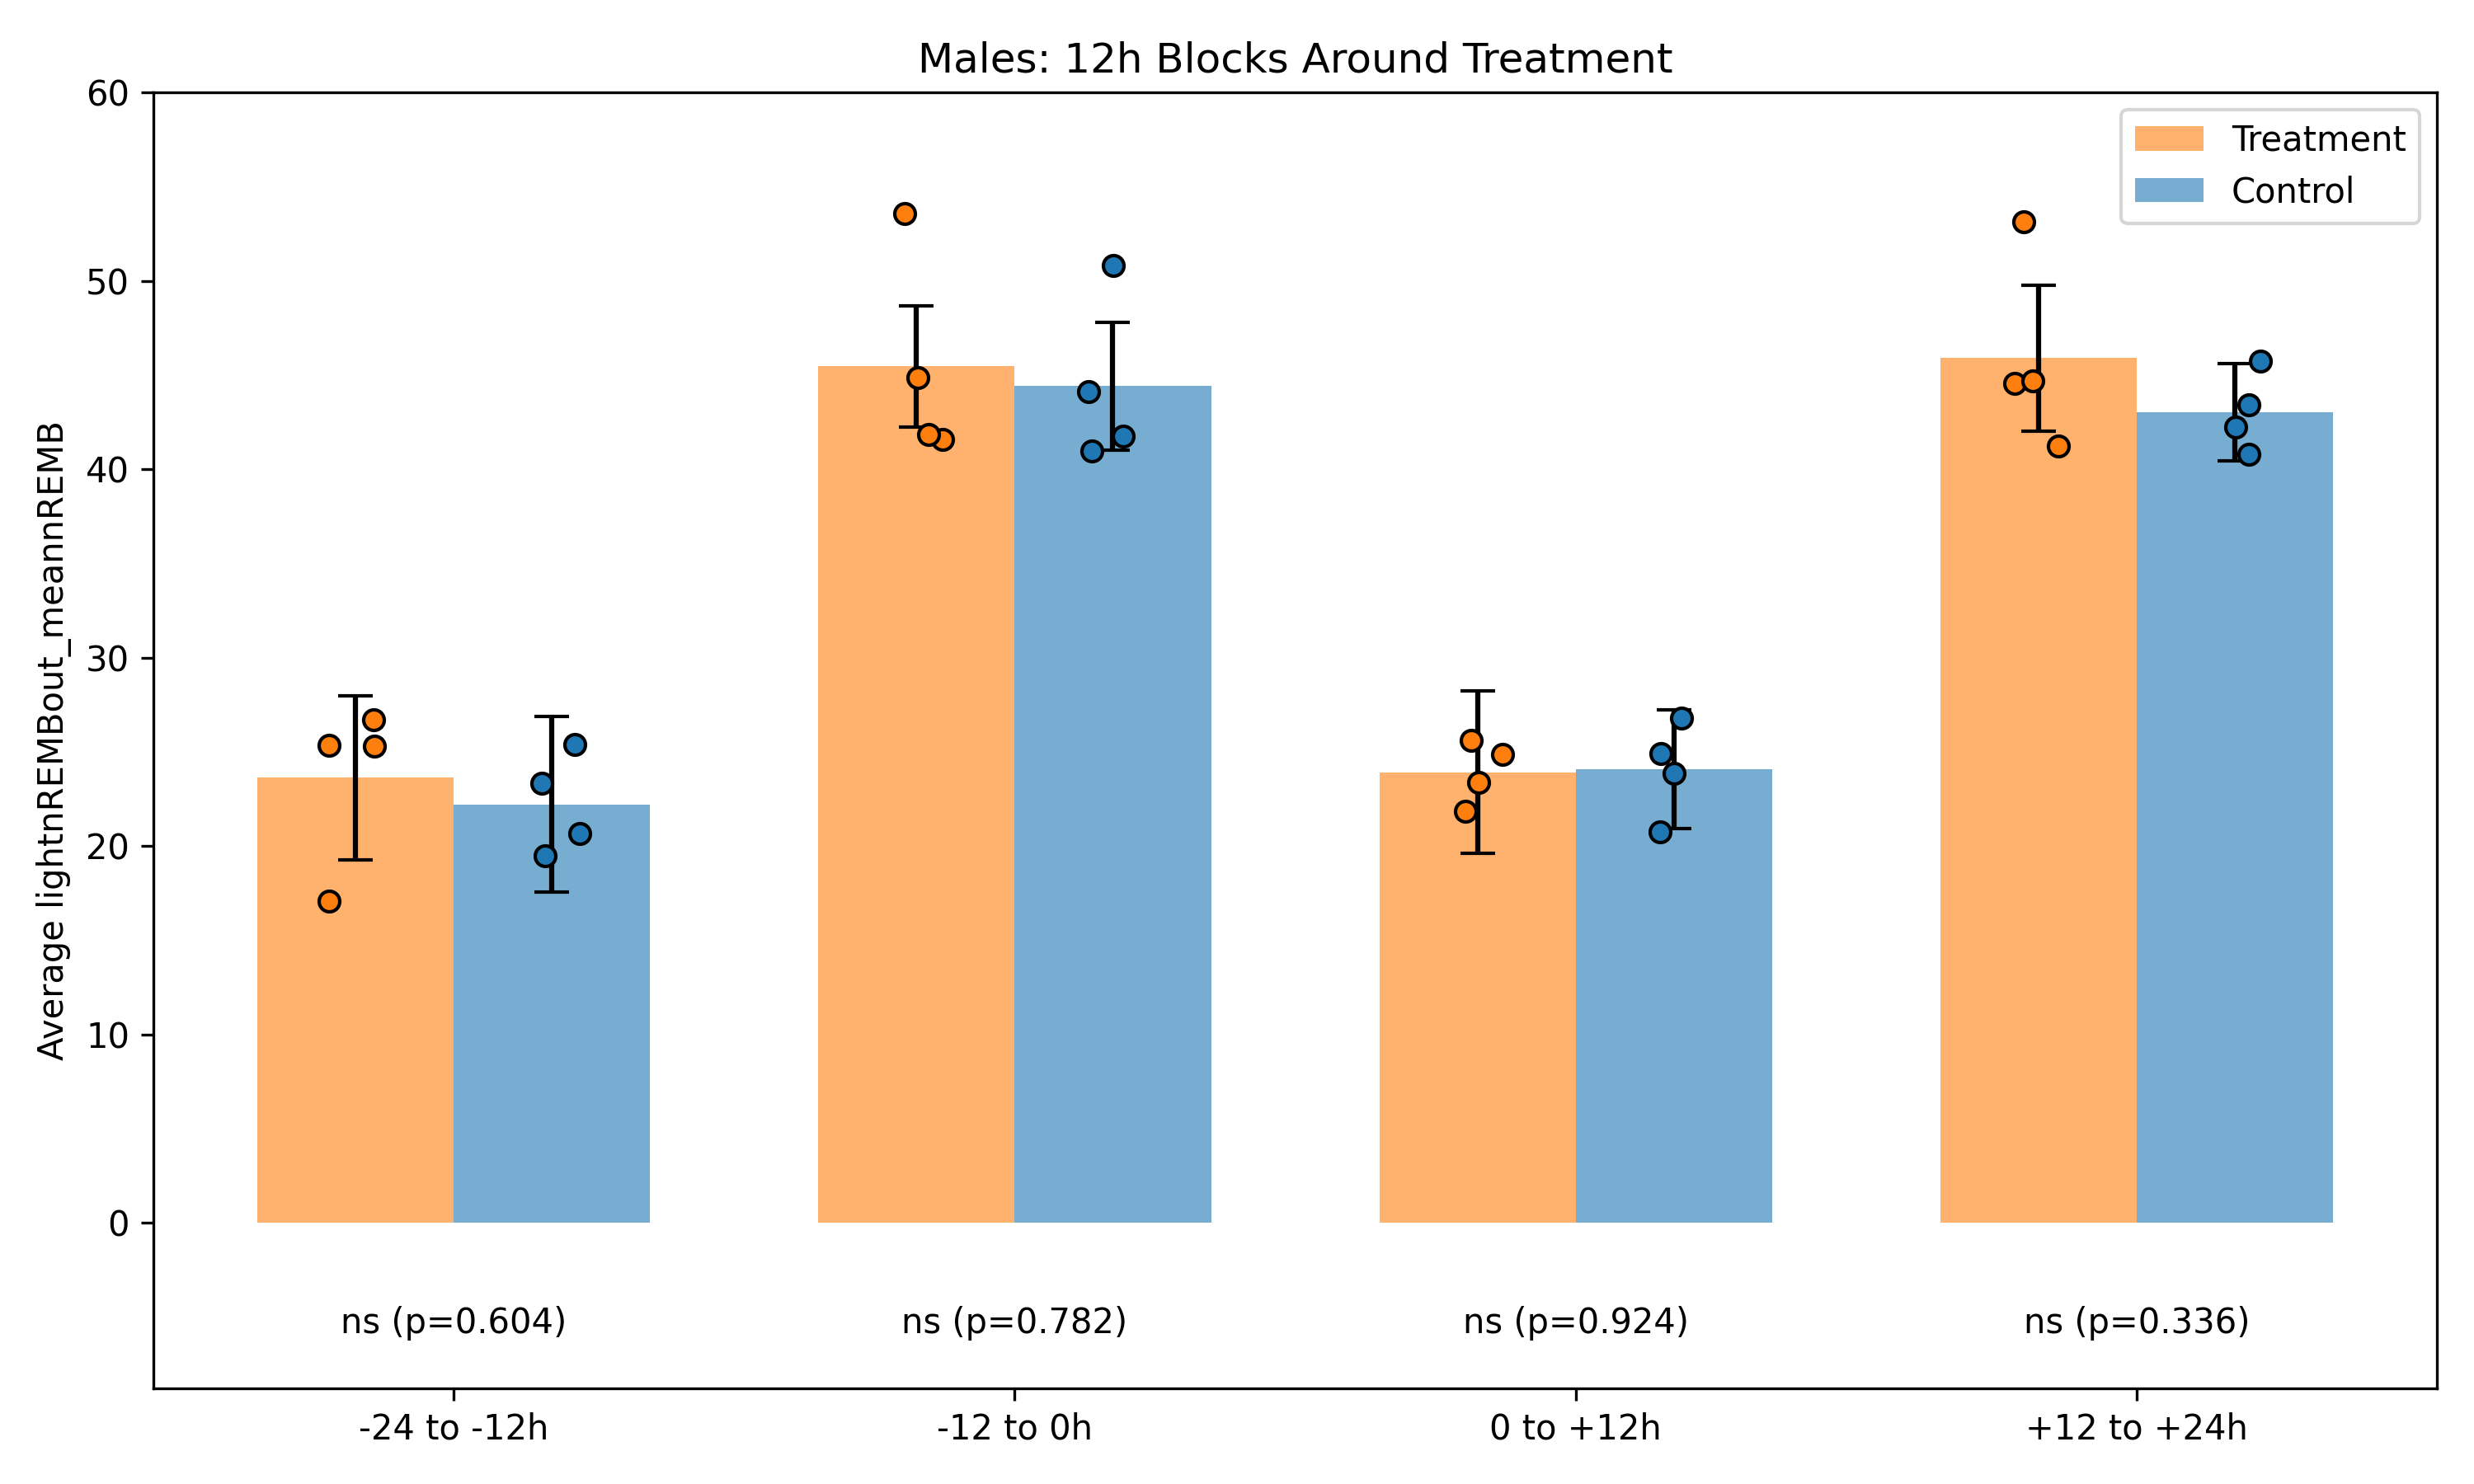 Males: 12h Blocks Around Treatment
Treatment
Control
Average lightnREMBout_meannREMB
60
50
40
30
20
10
0
ns (p=0.604) ns (p=0.782) ns (p=0.924) ns (p=0.336)
-24 to -12h -12 to 0h 0 to +12h +12 to +24h